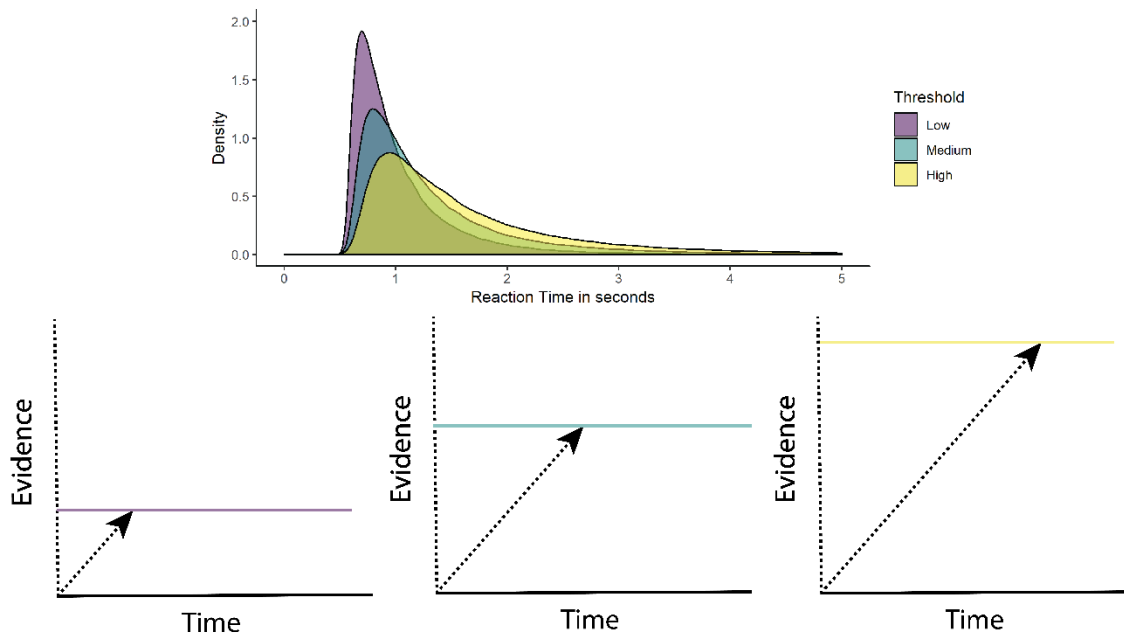 2.0
1.5
1.0
0.5
0.0
Density
0 1 2 3 4 5
Reaction Time in seconds
Threshold
Low
Medium
High
Evidence
Time
Evidence
Time
Evidence
Time